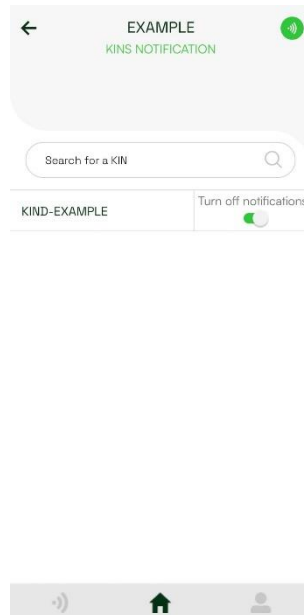 EXAMPLE
KINS NOTIFICATION
Search for a KIN
KIND-EXAMPLE
Turn off notifications